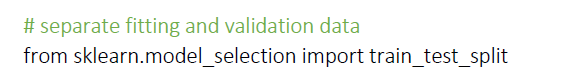 # separate fitting and validation data
from sklearn.model_selection import train_test_split